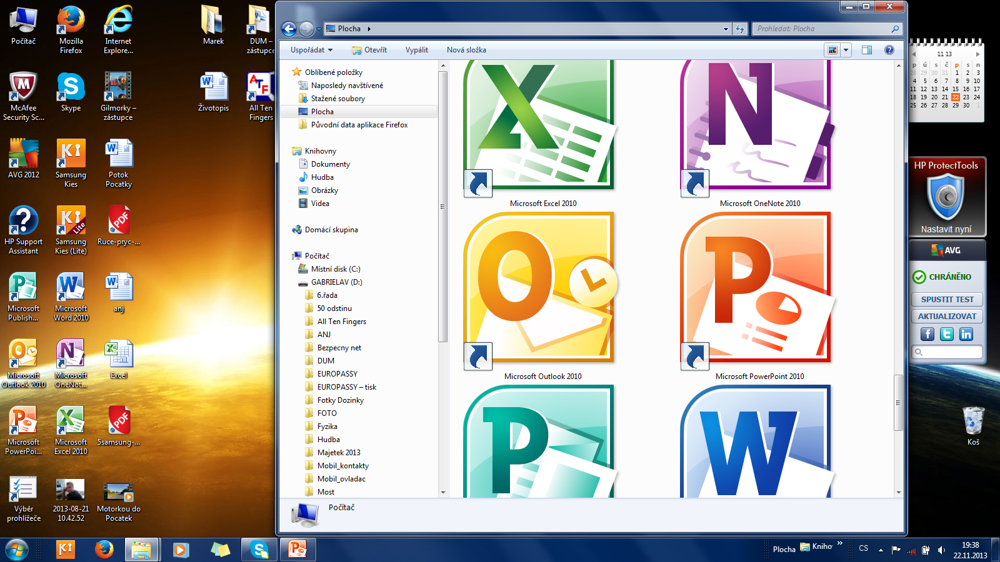 Počítač
Mozilla
Firefox
Internet
Explore...
Marek
DUM –
zástupce
McAfee
Security Sc...
Skype
Gilmorky –
zástupce
Životopis
ATF
All Ten
Fingers
AVG 2012
Samsung
Kies
Potok
Pocatky
HP Support
Assistant
Samsung
Kies (Lite)
Ruce-pryc-...
Microsoft
Publish...
Microsoft
Word 2010
anj
Microsoft
Outlook 2010
Microsoft
OneNot...
Excel
Microsoft
PowerPoi...
Microsoft
Excel 2010
5samsung-...
Výběr
prohlížeče
2013-08-21
10.42.52
Motorkou do
Pocatek
Plocha
Prohledat: Plocha
Uspořádat
Otevřít
Vypálit
Nová složka
Oblíbené položky
Naposledy navštívené
Stažené soubory
Plocha
Původní data aplikace Firefox
Knihovny
Dokumenty
Hudba
Obrázky
Videa
Domácí skupina
Počítač
Místní disk (C:)
GABRIELAV (D:)
6.řada
50 odstinu
All Ten Fingers
ANJ
Bezpecny net
DUM
EUROPASSY
EUROPASSY – tisk
Fotky Dozinky
FOTO
Fyzika
Hudba
Majetek 2013
Mobil_kontakty
Mobil_ovladac
Most
Microsoft Excel 2010
Microsoft OneNote 2010
Microsoft Outlook 2010
Microsoft PowerPoint 2010
Počítač
11 13
p ú s č p s n
28 29 30 31 1 2 3
4 5 6 7 8 9 10
11 12 13 14 15 16 17
18 19 20 21 22 23 24
25 26 27 28 29 30 1
HP ProtectTools
Nastavit nyní
AVG
CHRÁNĚNO
SPUSTIT TEST
AKTUALIZOVAT
Koš
Plocha
Kniho
CS
19:38
22.11.2013